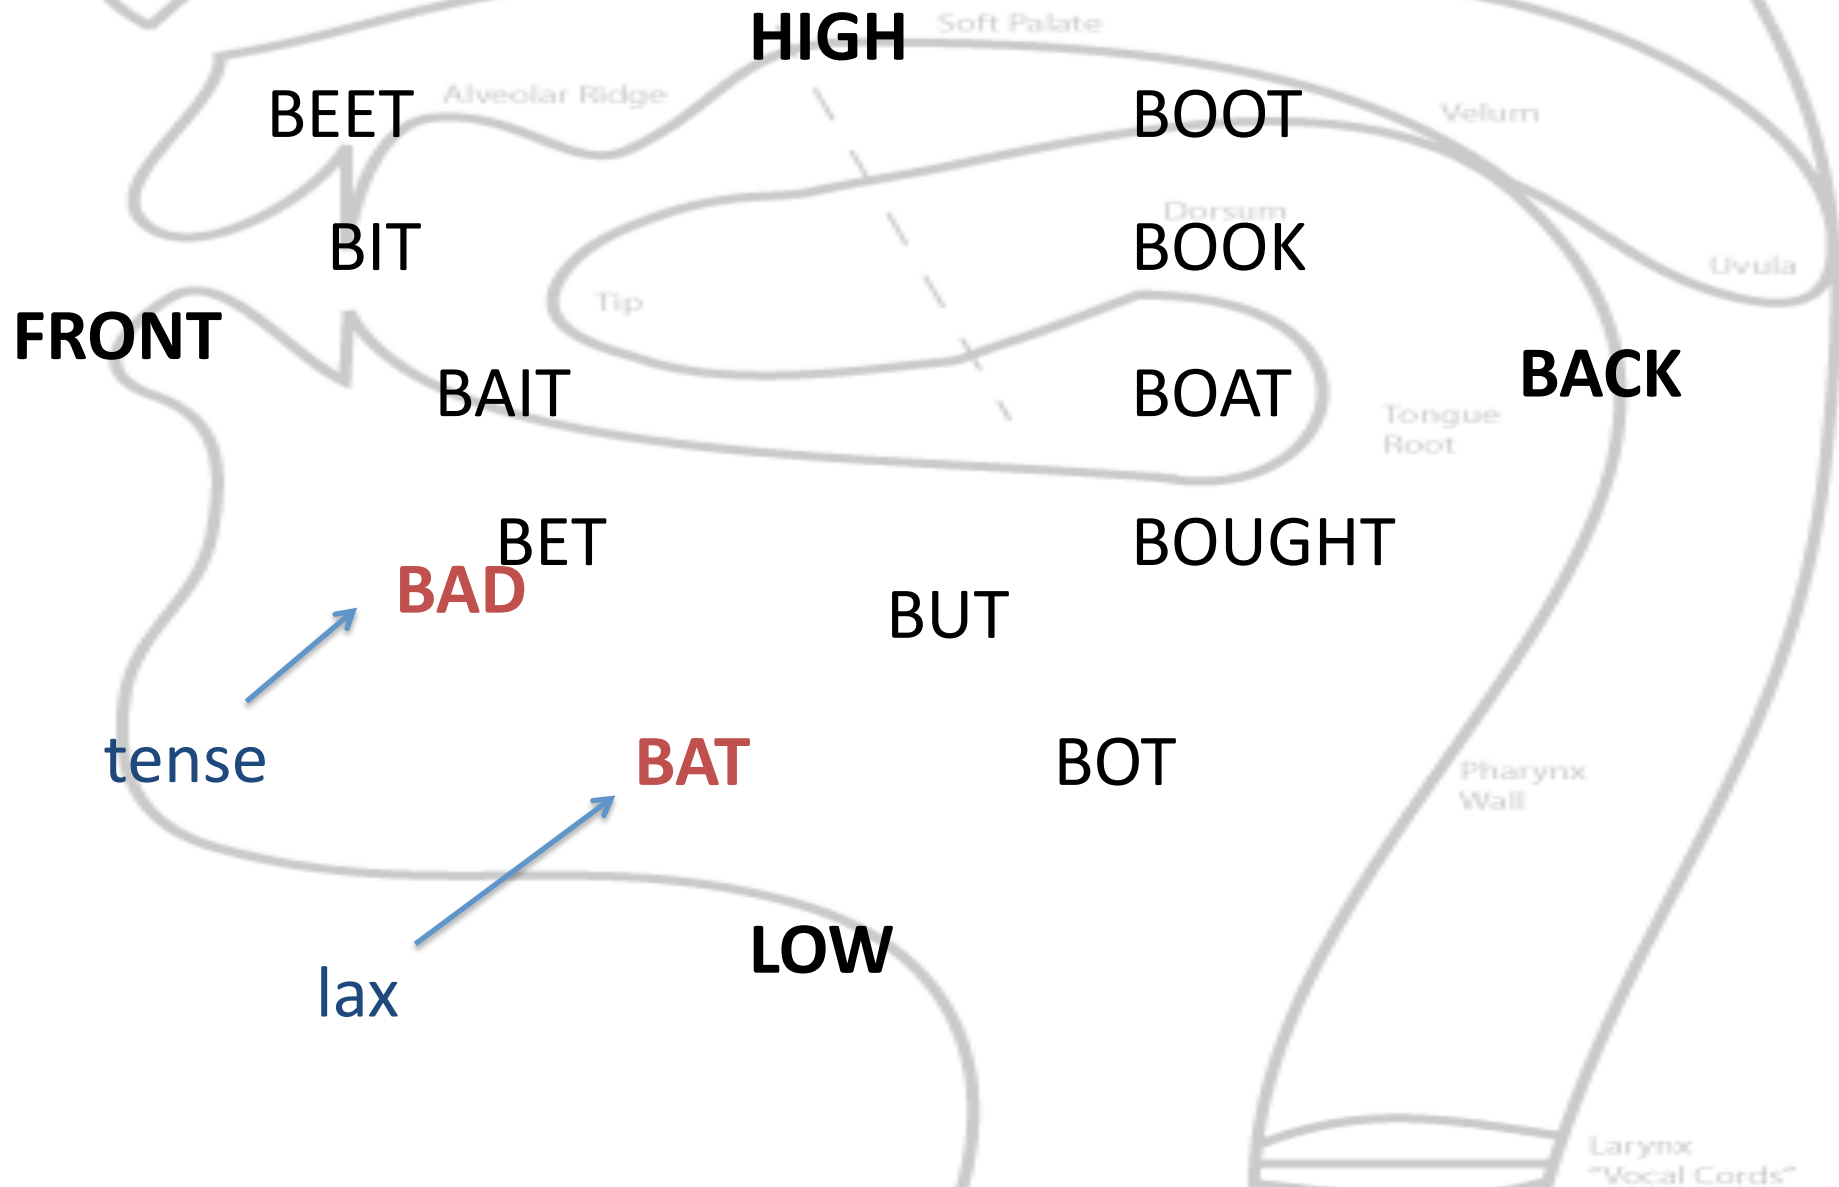 HIGH
Soft Palate
BEET
Alveolar Ridge
BOOT
Velum
Dorsum
BIT
BOOK
Uvula
Tip
FRONT
BACK
BAIT
BOAT
Tongue
Root
BET
BOUGHT
BAD
BUT
tense
BAT
BOT
Pharynx
Wall
LOW
lax
Larynx
"Vocal Cords"